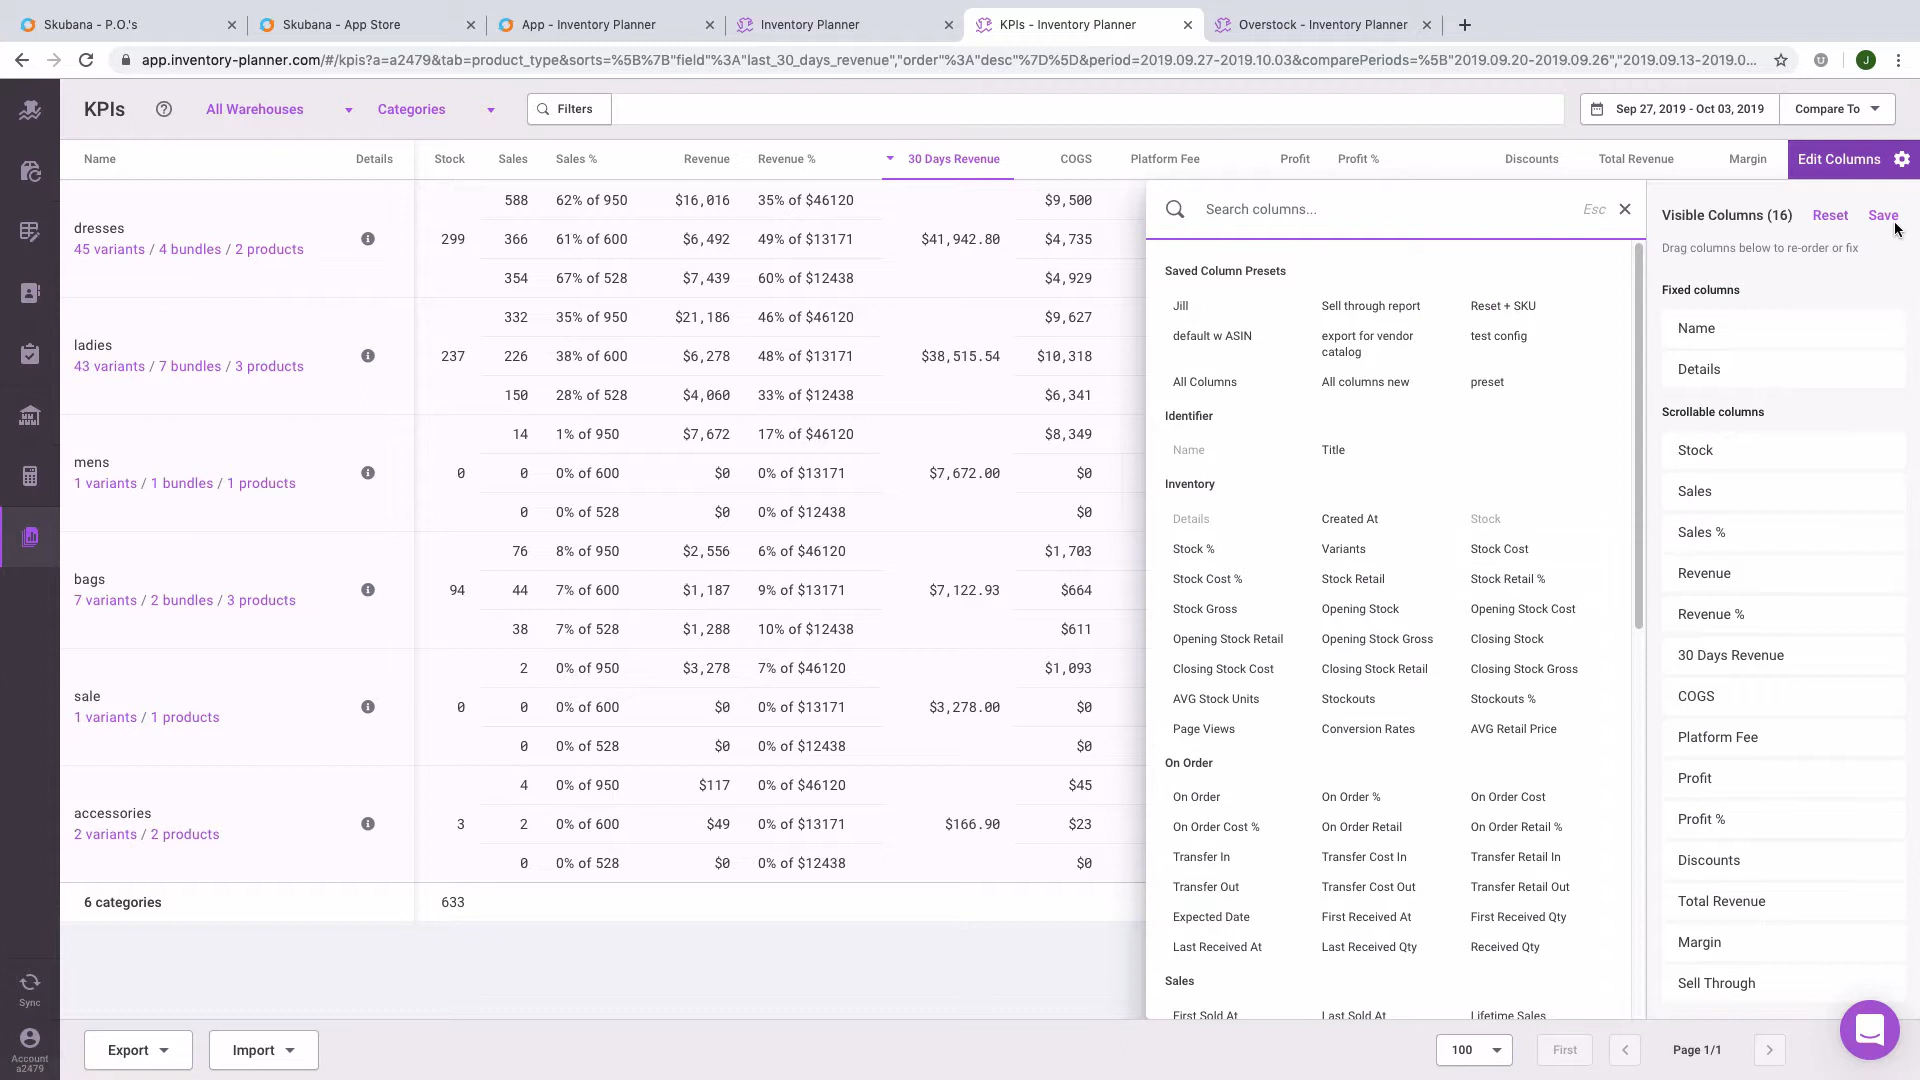 Skubana - P.O.'s
Skubana - App Store
App - Inventory Planner
Inventory Planner
KPIs - Inventory Planner
Overstock - Inventory Planner
app.inventory-planner.com/#/kpis?a=a2479&tab=product_type&sorts=%5B%7B"field"%3A"last_30_days_revenue","order"%3A"desc"%7D%5D&period=2019.09.27-2019.10.03&comparePeriods=%5B"2019.09.20-2019.09.26","2019.09.13-2019.0...
J
KPIs
All Warehouses
Categories
Filters
Sep 27, 2019 - Oct 03, 2019
Compare To
Name Details Stock Sales Sales % Revenue Revenue % 30 Days Revenue COGS Platform Fee Profit Profit % Discounts Total Revenue Margin Edit Columns
588 62% of 950 $16,016 35% of $46120 $9,500
dresses
45 variants / 4 bundles / 2 products
299 366 61% of 600 $6,492 49% of $13171 $41,942.80 $4,735
354 67% of 528 $7,439 60% of $12438 $4,929
332 35% of 950 $21,186 46% of $46120 $9,627
ladies
43 variants / 7 bundles / 3 products
237 226 38% of 600 $6,278 48% of $13171 $38,515.54 $10,318
150 28% of 528 $4,060 33% of $12438 $6,341
14 1% of 950 $7,672 17% of $46120 $8,349
mens
1 variants / 1 bundles / 1 products
0 0 0% of 600 $0 0% of $13171 $7,672.00 $0
0 0% of 528 $0 0% of $12438 $0
76 8% of 950 $2,556 6% of $46120 $1,703
bags
7 variants / 2 bundles / 3 products
94 44 7% of 600 $1,187 9% of $13171 $7,122.93 $664
38 7% of 528 $1,288 10% of $12438 $611
2 0% of 950 $3,278 7% of $46120 $1,093
sale
1 variants / 1 products
0 0 0% of 600 $0 0% of $13171 $3,278.00 $0
0 0% of 528 $0 0% of $12438 $0
4 0% of 950 $117 0% of $46120 $45
accessories
2 variants / 2 products
3 2 0% of 600 $49 0% of $13171 $166.90 $23
0 0% of 528 $0 0% of $12438 $0
6 categories 633
Search columns...
Esc
Saved Column Presets
Jill Sell through report Reset + SKU
default w ASIN export for vendor test config
catalog
All Columns All columns new preset
Identifier
Name Title
Inventory
Details Created At Stock
Stock % Variants Stock Cost
Stock Cost % Stock Retail Stock Retail %
Stock Gross Opening Stock Opening Stock Cost
Opening Stock Retail Opening Stock Gross Closing Stock
Closing Stock Cost Closing Stock Retail Closing Stock Gross
AVG Stock Units Stockouts Stockouts %
Page Views Conversion Rates AVG Retail Price
On Order
On Order On Order % On Order Cost
On Order Cost % On Order Retail On Order Retail %
Transfer In Transfer Cost In Transfer Retail In
Transfer Out Transfer Cost Out Transfer Retail Out
Expected Date First Received At First Received Qty
Last Received At Last Received Qty Received Qty
Sales
First Sold At Last Sold At Lifetime Sales
Visible Columns (16) Reset Save
Drag columns below to re-order or fix
Fixed columns
Name
Details
Scrollable columns
Stock
Sales
Sales %
Revenue
Revenue %
30 Days Revenue
COGS
Platform Fee
Profit
Profit %
Discounts
Total Revenue
Margin
Sell Through
Sync
Account
a2479
Export
Import
100
First
Page 1/1